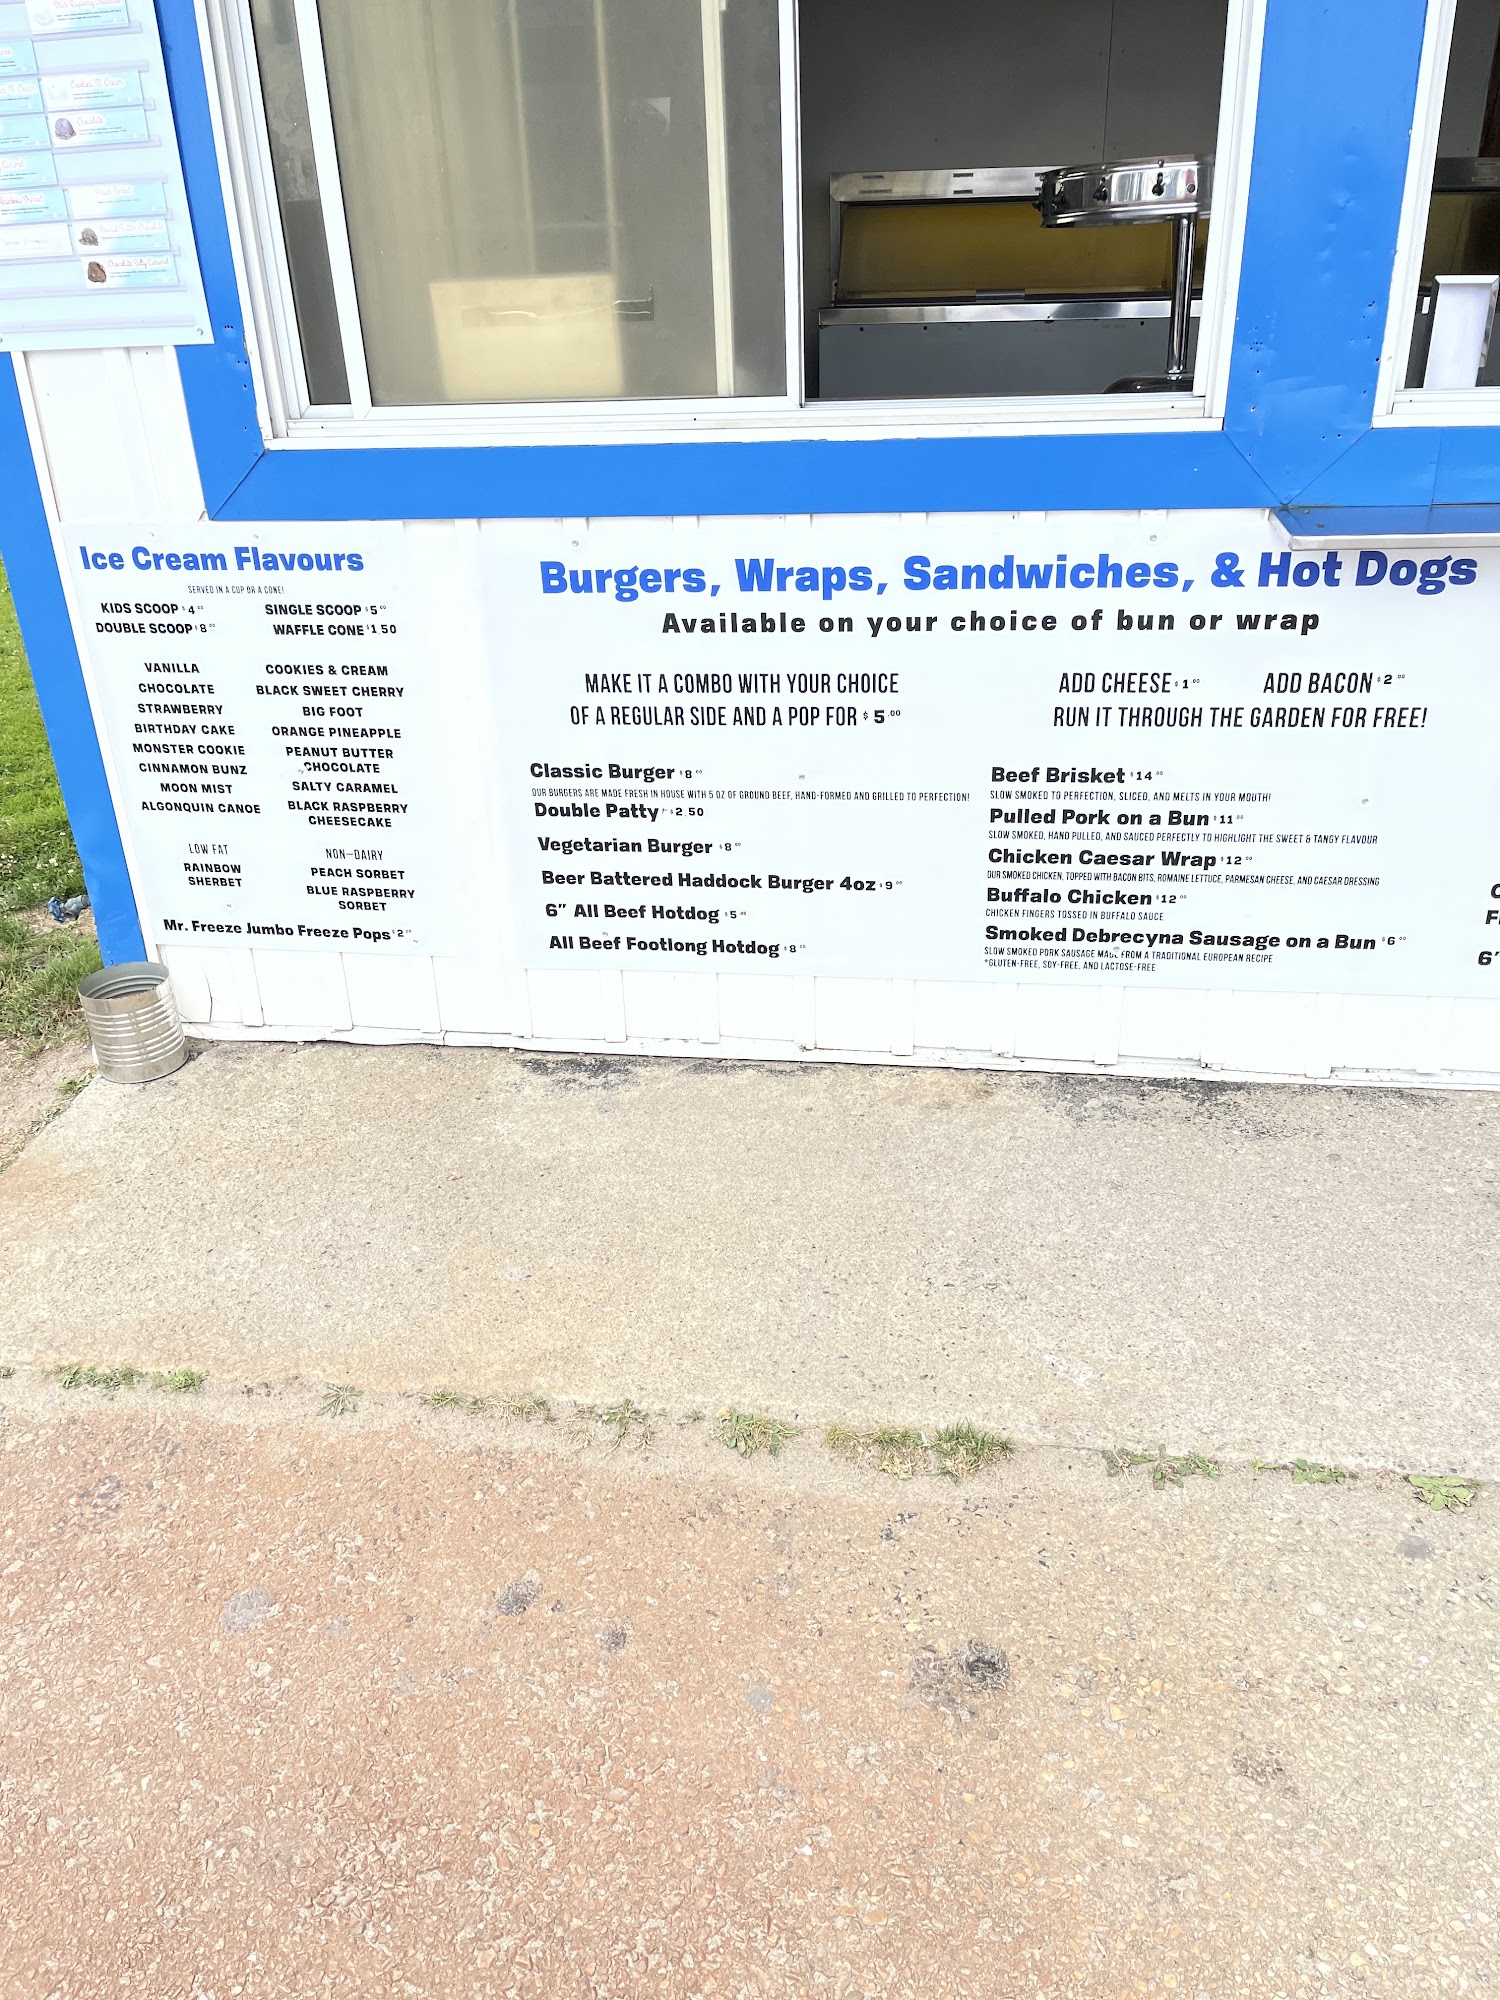 Cookies 'N' Cream
Chocolate
Peach Sorbet
Peanut Butter Chocolate
Chocolate Salty Caramel
Ice Cream Flavours
SERVED IN A CUP OR A CONE!
KIDS SCOOP $4.00 SINGLE SCOOP $5.00
DOUBLE SCOOP $8.00 WAFFLE CONE $1.50
VANILLA
CHOCOLATE
STRAWBERRY
BIRTHDAY CAKE
MONSTER COOKIE
CINNAMON BUNZ
MOON MIST
ALGONQUIN CANOE
COOKIES & CREAM
BLACK SWEET CHERRY
BIG FOOT
ORANGE PINEAPPLE
PEANUT BUTTER
CHOCOLATE
SALTY CARAMEL
BLACK RASPBERRY
CHEESECAKE
LOW FAT
RAINBOW
SHERBET
NON-DAIRY
PEACH SORBET
BLUE RASPBERRY
SORBET
Mr. Freeze Jumbo Freeze Pops $2.00
Burgers, Wraps, Sandwiches, & Hot Dogs
Available on your choice of bun or wrap
MAKE IT A COMBO WITH YOUR CHOICE
OF A REGULAR SIDE AND A POP FOR $5.00
ADD CHEESE $1.00 ADD BACON $2.00
RUN IT THROUGH THE GARDEN FOR FREE!
Classic Burger $8.00
OUR BURGERS ARE MADE FRESH IN HOUSE WITH 5 OZ OF GROUND BEEF, HAND-FORMED AND GRILLED TO PERFECTION!
Double Patty +$2.50
Vegetarian Burger $8.00
Beer Battered Haddock Burger 4oz $9.00
6" All Beef Hotdog $5.00
All Beef Footlong Hotdog $8.00
Beef Brisket $14.00
SLOW SMOKED TO PERFECTION, SLICED, AND MELTS IN YOUR MOUTH!
Pulled Pork on a Bun $11.00
SLOW SMOKED, HAND PULLED, AND SAUCED PERFECTLY TO HIGHLIGHT THE SWEET & TANGY FLAVOUR
Chicken Caesar Wrap $12.00
OUR SMOKED CHICKEN, TOPPED WITH BACON BITS, ROMAINE LETTUCE, PARMESAN CHEESE, AND CAESAR DRESSING
Buffalo Chicken $12.00
CHICKEN FINGERS TOSSED IN BUFFALO SAUCE
Smoked Debrecyna Sausage on a Bun $6.00
SLOW SMOKED PORK SAUSAGE MADE FROM A TRADITIONAL EUROPEAN RECIPE
*GLUTEN-FREE, SOY-FREE, AND LACTOSE-FREE
6"